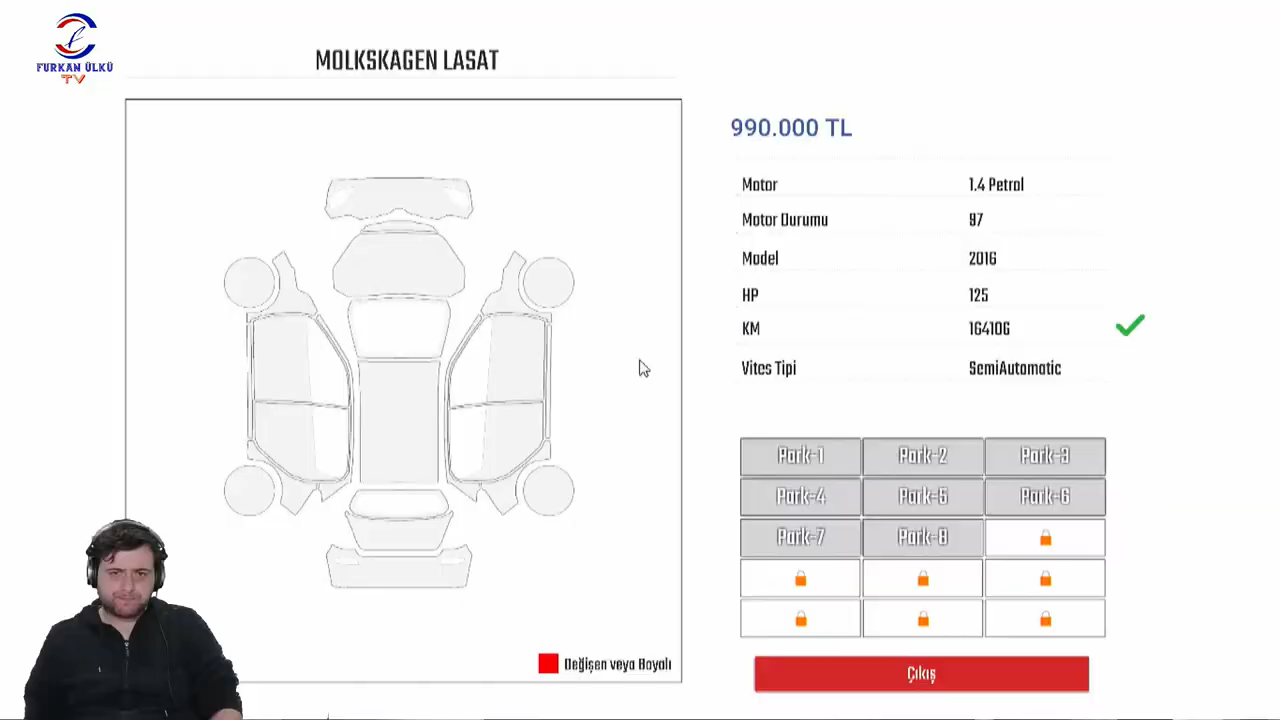 FURKAN ÜLKÜ
TV
MOLKSKAGEN LASAT
990.000 TL
Motor 1.4 Petrol
Motor Durumu 97
Model 2016
HP 125
KM 164106
Vites Tipi SemiAutomatic
Park-1 Park-2 Park-3
Park-4 Park-5 Park-6
Park-7 Park-8
Değişen veya Boyalı
Çıkış